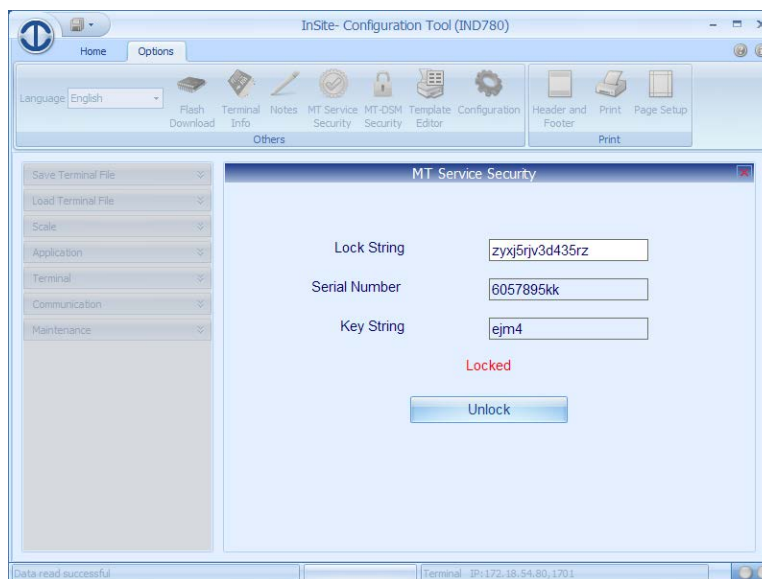 InSite- Configuration Tool (IND780)
Home Options
Language English
Flash Download
Terminal Info
Notes
MT Service Security
MT-DSM Security
Template Editor
Configuration
Header and Footer
Print
Page Setup
Others
Print
Save Terminal File
Load Terminal File
Scale
Application
Terminal
Communication
Maintenance
MT Service Security
Lock String zyxj5rjv3d435rz
Serial Number 6057895kk
Key String ejm4
Locked
Unlock
Data read successful
Terminal IP:172.18.54.80,1701